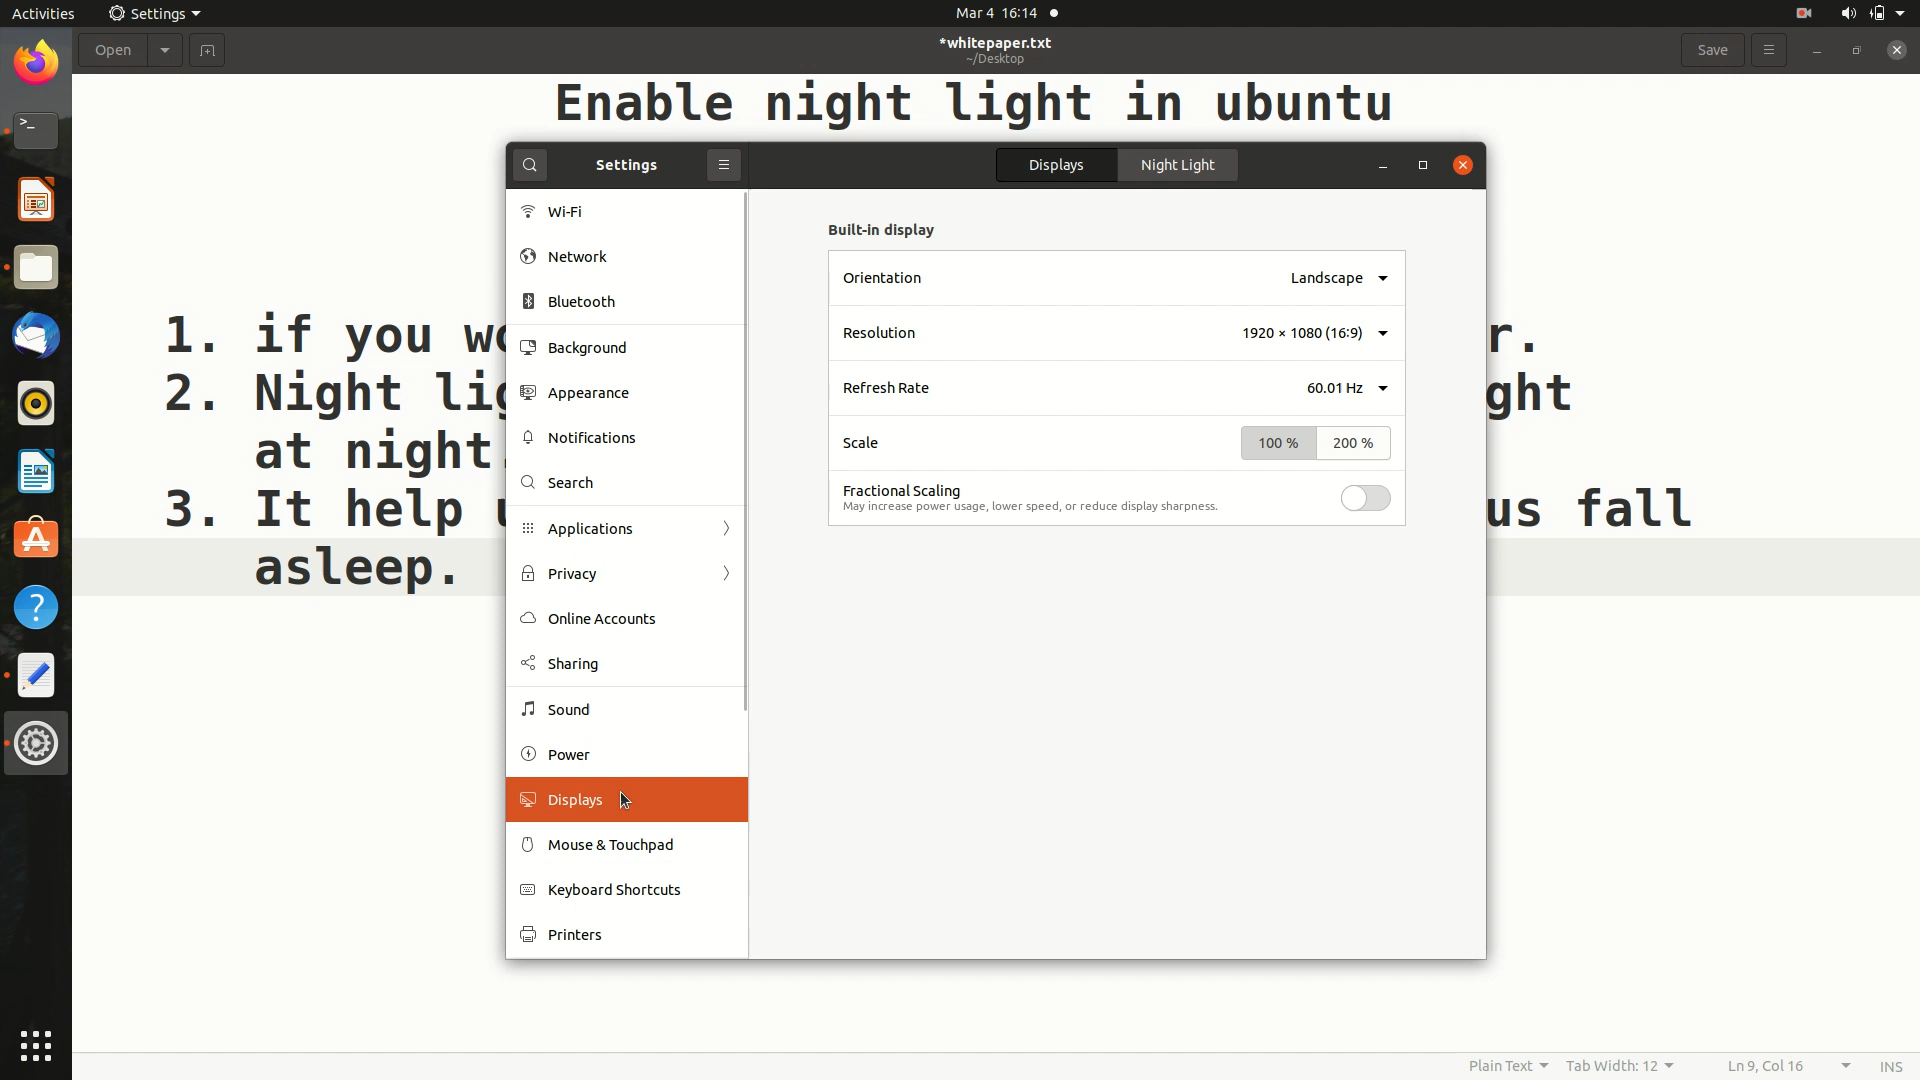 Activities
Settings
Mar 4 16:14
Open
*whitepaper.txt
~/Desktop
Save
Enable night light in ubuntu
Settings
Displays
Night Light
Wi-Fi
Network
Bluetooth
Background
Appearance
Notifications
Search
Applications
Privacy
Online Accounts
Sharing
Sound
Power
Displays
Mouse & Touchpad
Keyboard Shortcuts
Printers
Built-in display
Orientation Landscape
Resolution 1920 × 1080 (16:9)
Refresh Rate 60.01 Hz
Scale 100 % 200 %
Fractional Scaling
May increase power usage, lower speed, or reduce display sharpness.
1. if you r.
2. Night ght
at night
3. It help us fall
asleep.
Plain Text Tab Width: 12 Ln 9, Col 16 INS